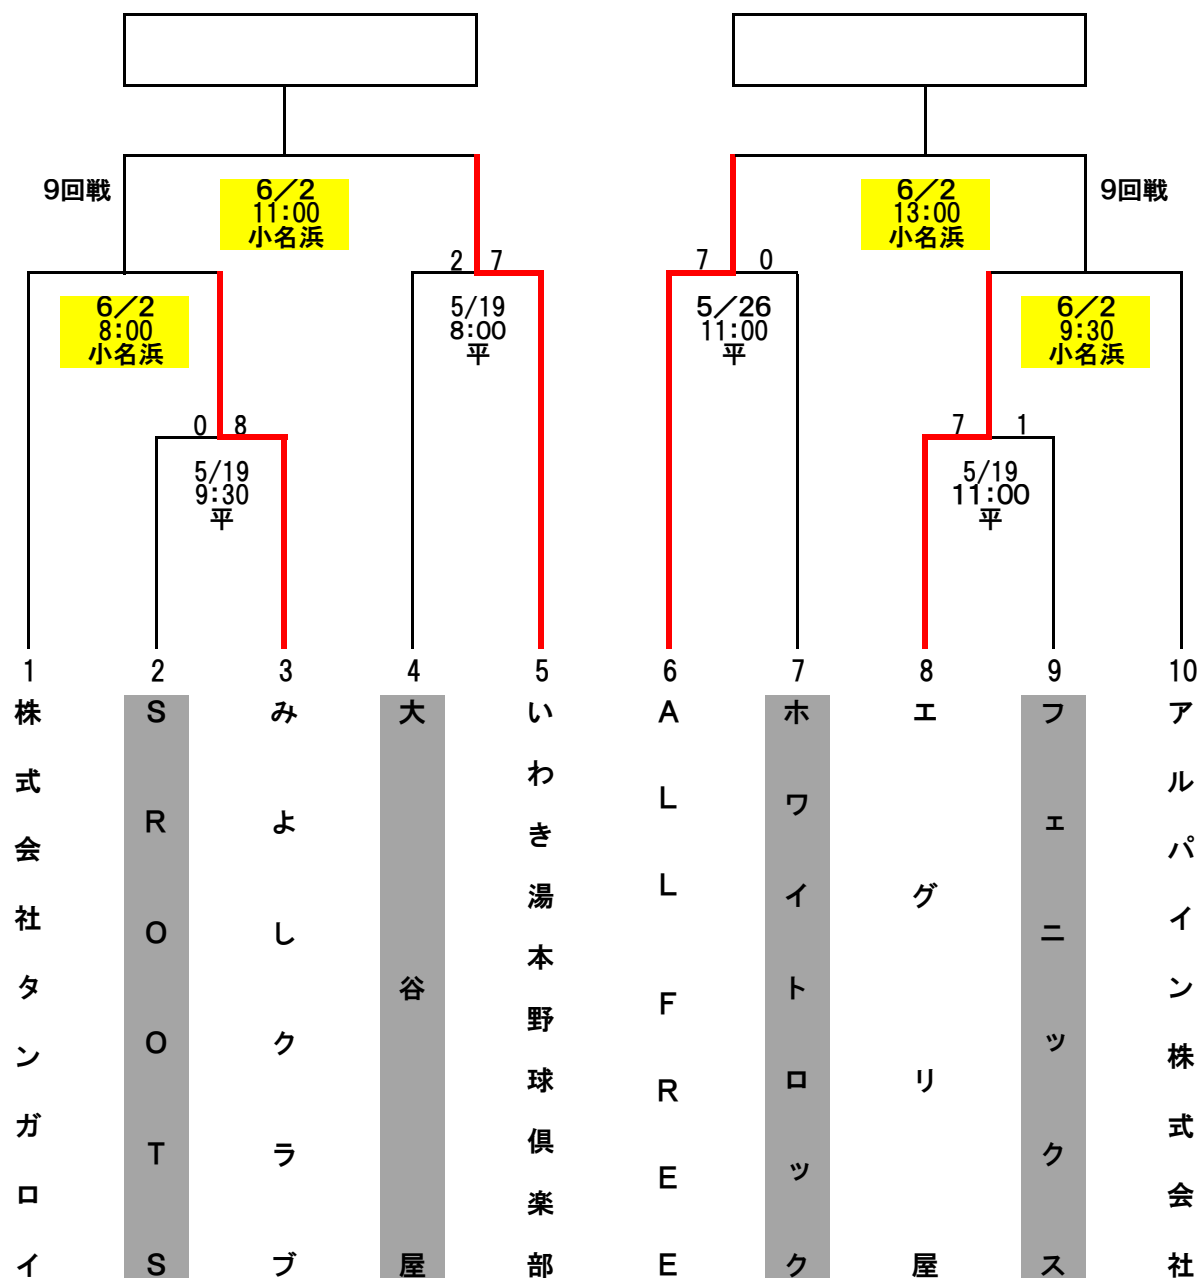 9回戦
6／2
11:00
小名浜
6／2
13:00
小名浜
9回戦
2 7
7 0
6／2
8:00
小名浜
5/19
8:00
平
5／26
11:00
平
6／2
9:30
小名浜
0 8
7 1
5/19
9:30
平
5/19
11:00
平
1 2 3 4 5 6 7 8 9 10
株式会社タンガロイ
SROOTS
みよしクラブ
大谷屋
いわき湯本野球倶楽部
ALL FREE
ホワイトロック
エグリ屋
フェニックス
アルパイン株式会社